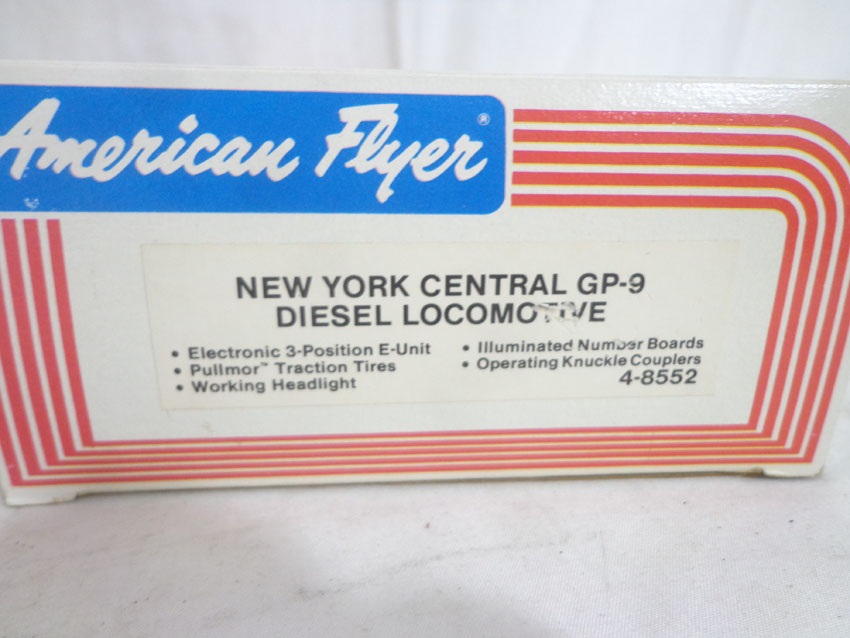 American Flyer®
NEW YORK CENTRAL GP-9
DIESEL LOCOMOTIVE
• Electronic 3-Position E-Unit
• Pullmor™ Traction Tires
• Working Headlight
• Illuminated Number Boards
• Operating Knuckle Couplers
4-8552